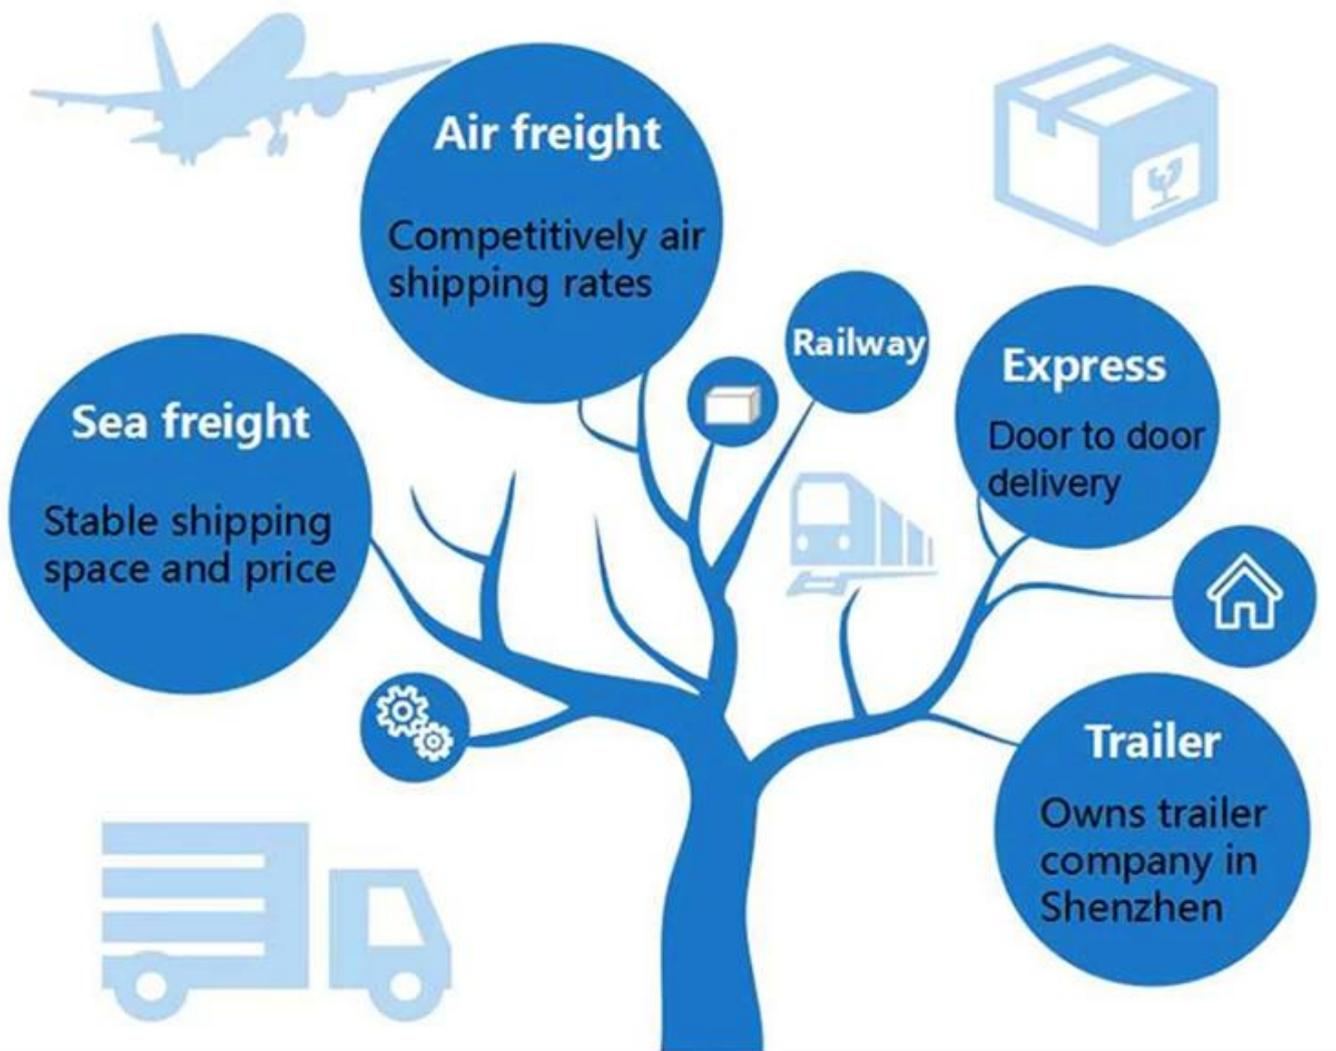 Air freight
Competitively air
shipping rates
Railway
Express
Door to door
delivery
Sea freight
Stable shipping
space and price
Trailer
Owns trailer
company in
Shenzhen